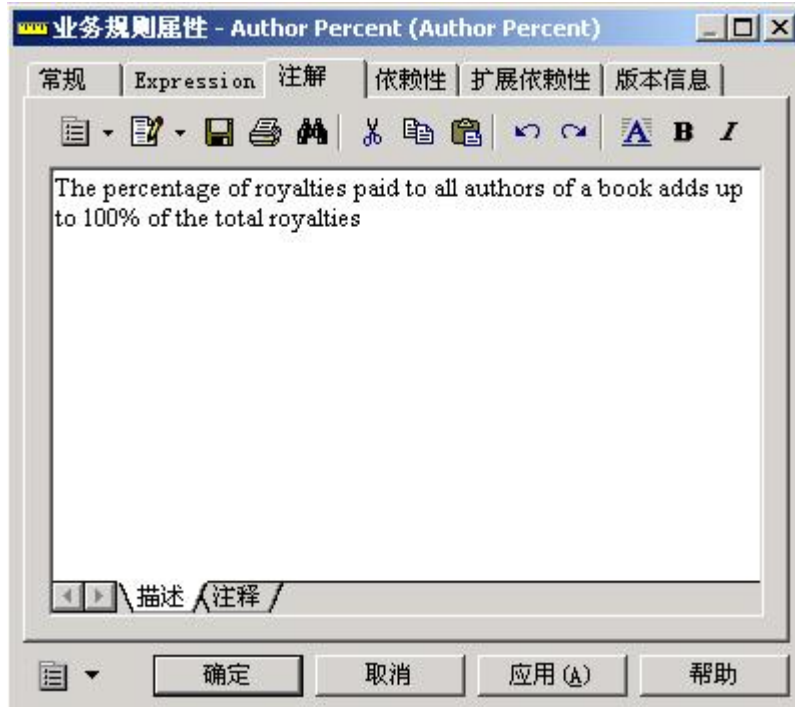 业务规则属性 - Author Percent (Author Percent)
常规 Expression 注解 依赖性 扩展依赖性 版本信息
A B I
The percentage of royalties paid to all authors of a book adds up
to 100% of the total royalties
描述 注释
确定 取消 应用(A) 帮助